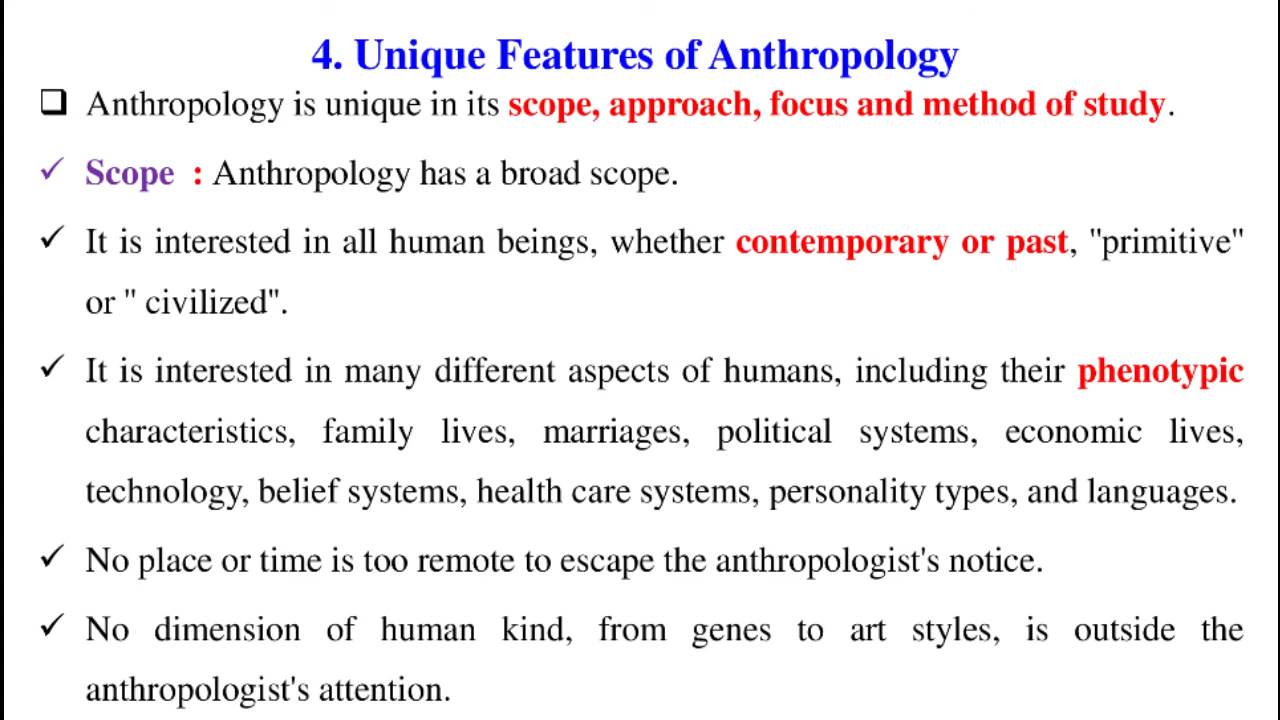 4. Unique Features of Anthropology
❑ Anthropology is unique in its scope, approach, focus and method of study.
✓ Scope : Anthropology has a broad scope.
✓ It is interested in all human beings, whether contemporary or past, "primitive"
or " civilized".
✓ It is interested in many different aspects of humans, including their phenotypic
characteristics, family lives, marriages, political systems, economic lives,
technology, belief systems, health care systems, personality types, and languages.
✓ No place or time is too remote to escape the anthropologist's notice.
✓ No dimension of human kind, from genes to art styles, is outside the
anthropologist's attention.